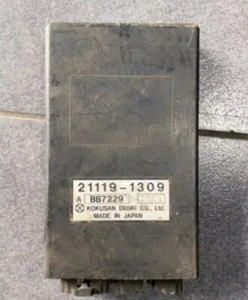 21119-1309
A BB7229
KOKUSAN DENKI CO., Ltd.
MADE IN JAPAN